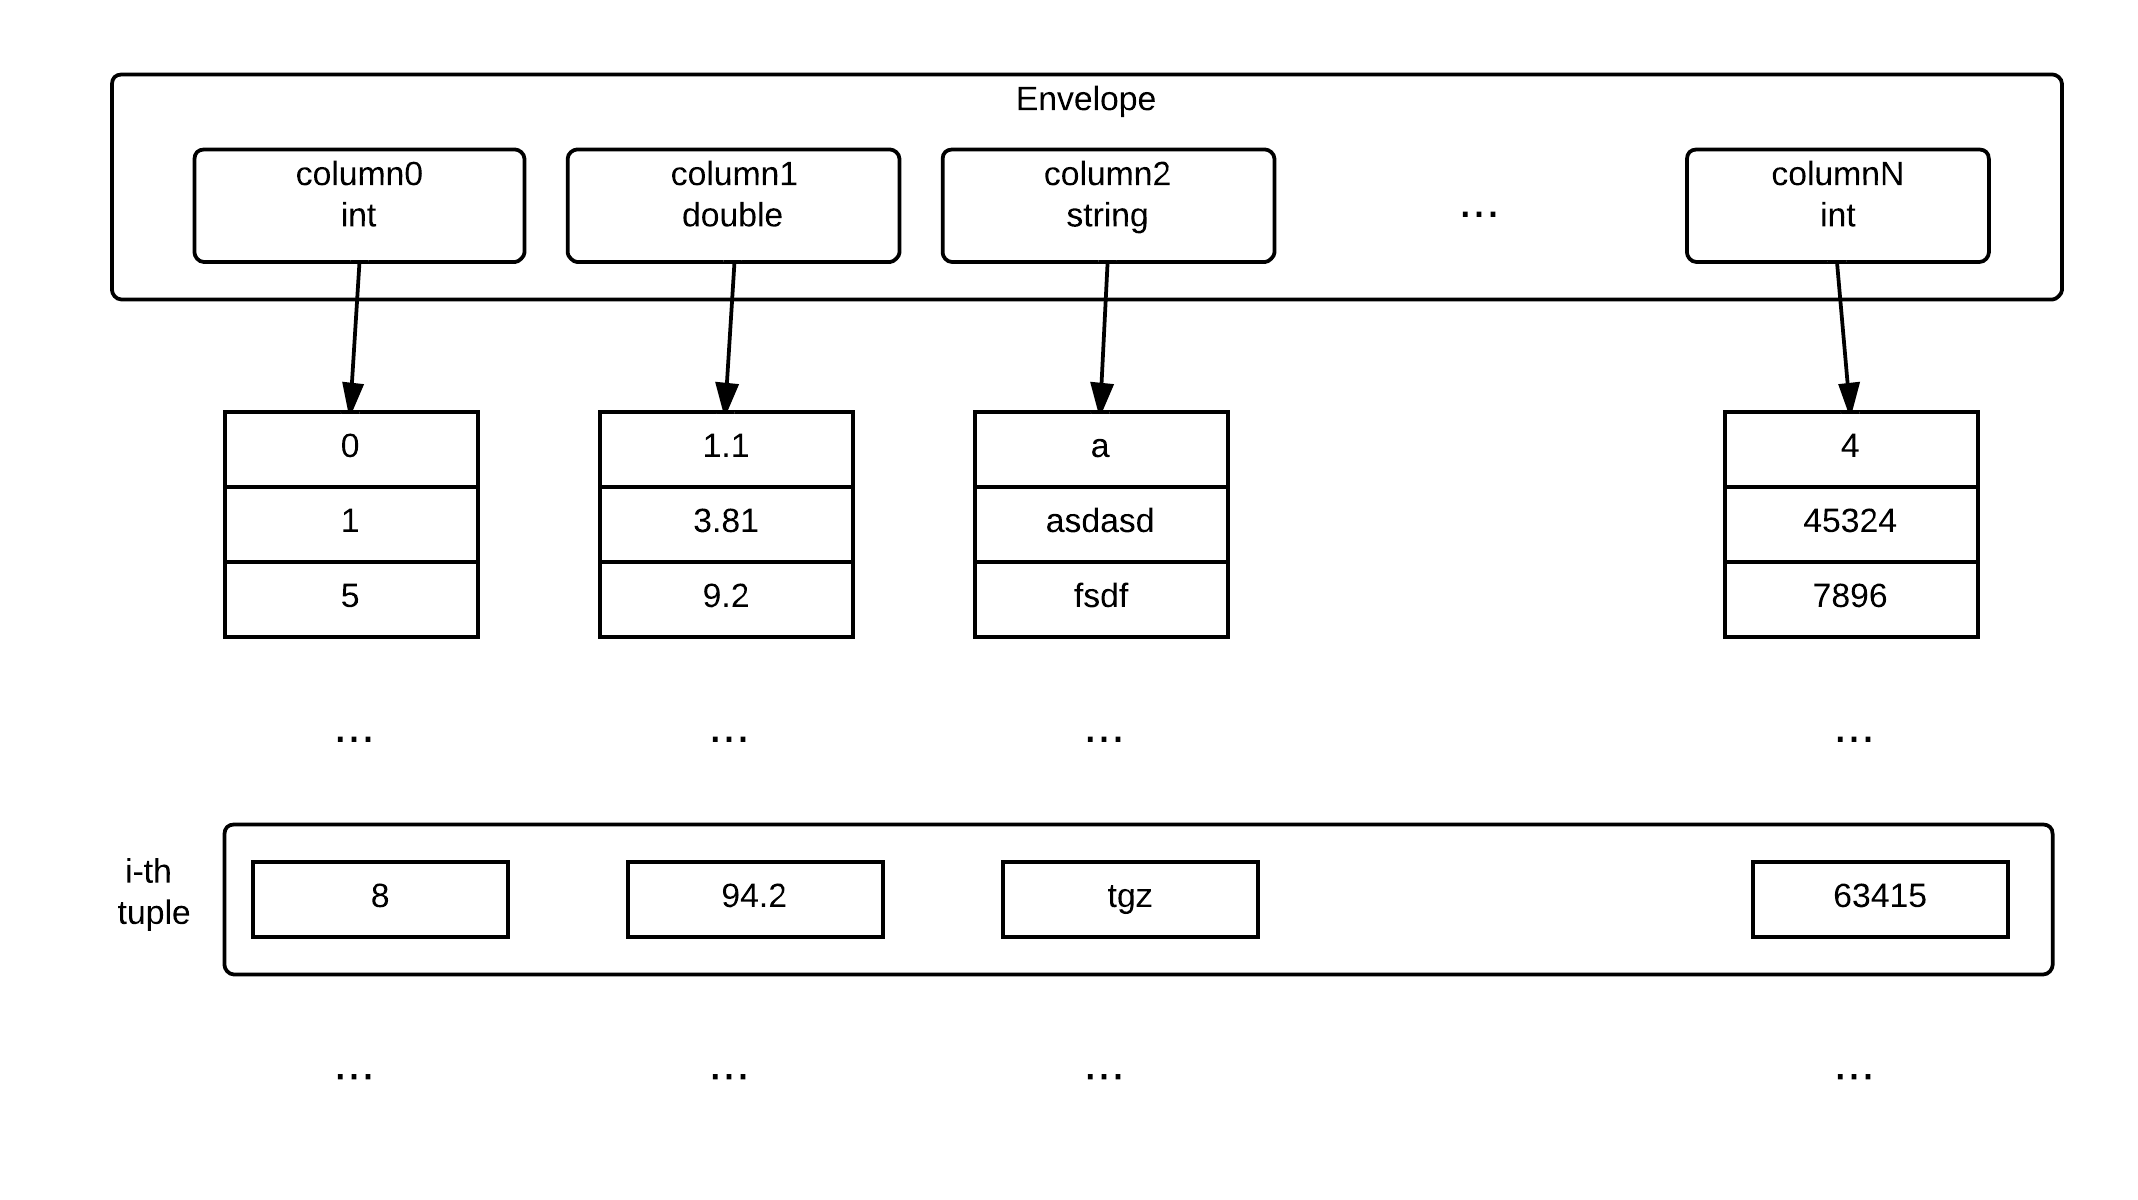 Envelope
column0
int
column1
double
column2
string
...
columnN
int
0
1.1
a
4
1
3.81
asdasd
45324
5
9.2
fsdf
7896
...
...
...
...
i-th
tuple
8
94.2
tgz
63415
...
...
...
...